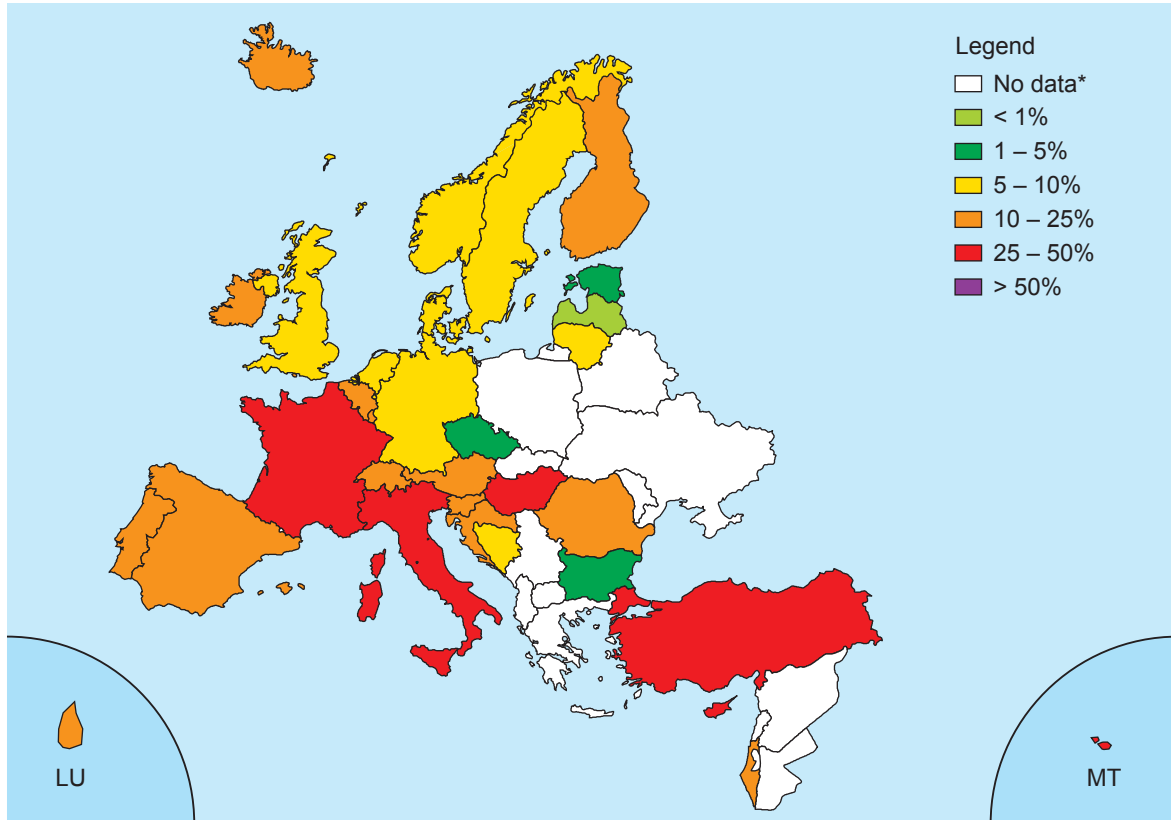 Legend
No data*
< 1%
1 – 5%
5 – 10%
10 – 25%
25 – 50%
> 50%
LU
MT